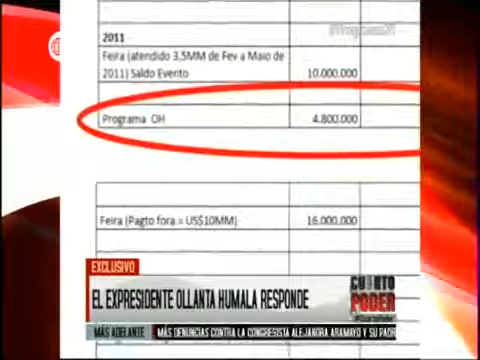 2011
Feira (atendido 3,5MM de Fev a Maio de
2011) Saldo Evento
10.000.000
Programa OH
4.800.000
Feira (Pagto fora = US$10MM)
16.000.000
EXCLUSIVO
EL EXPRESIDENTE OLLANTA HUMALA RESPONDE
CUARTO
PODER
MÁS ADELANTE
MÁS DENUNCIAS CONTRA LA CONGRESISTA ALEJANDRA ARAMAYO Y SU PADR